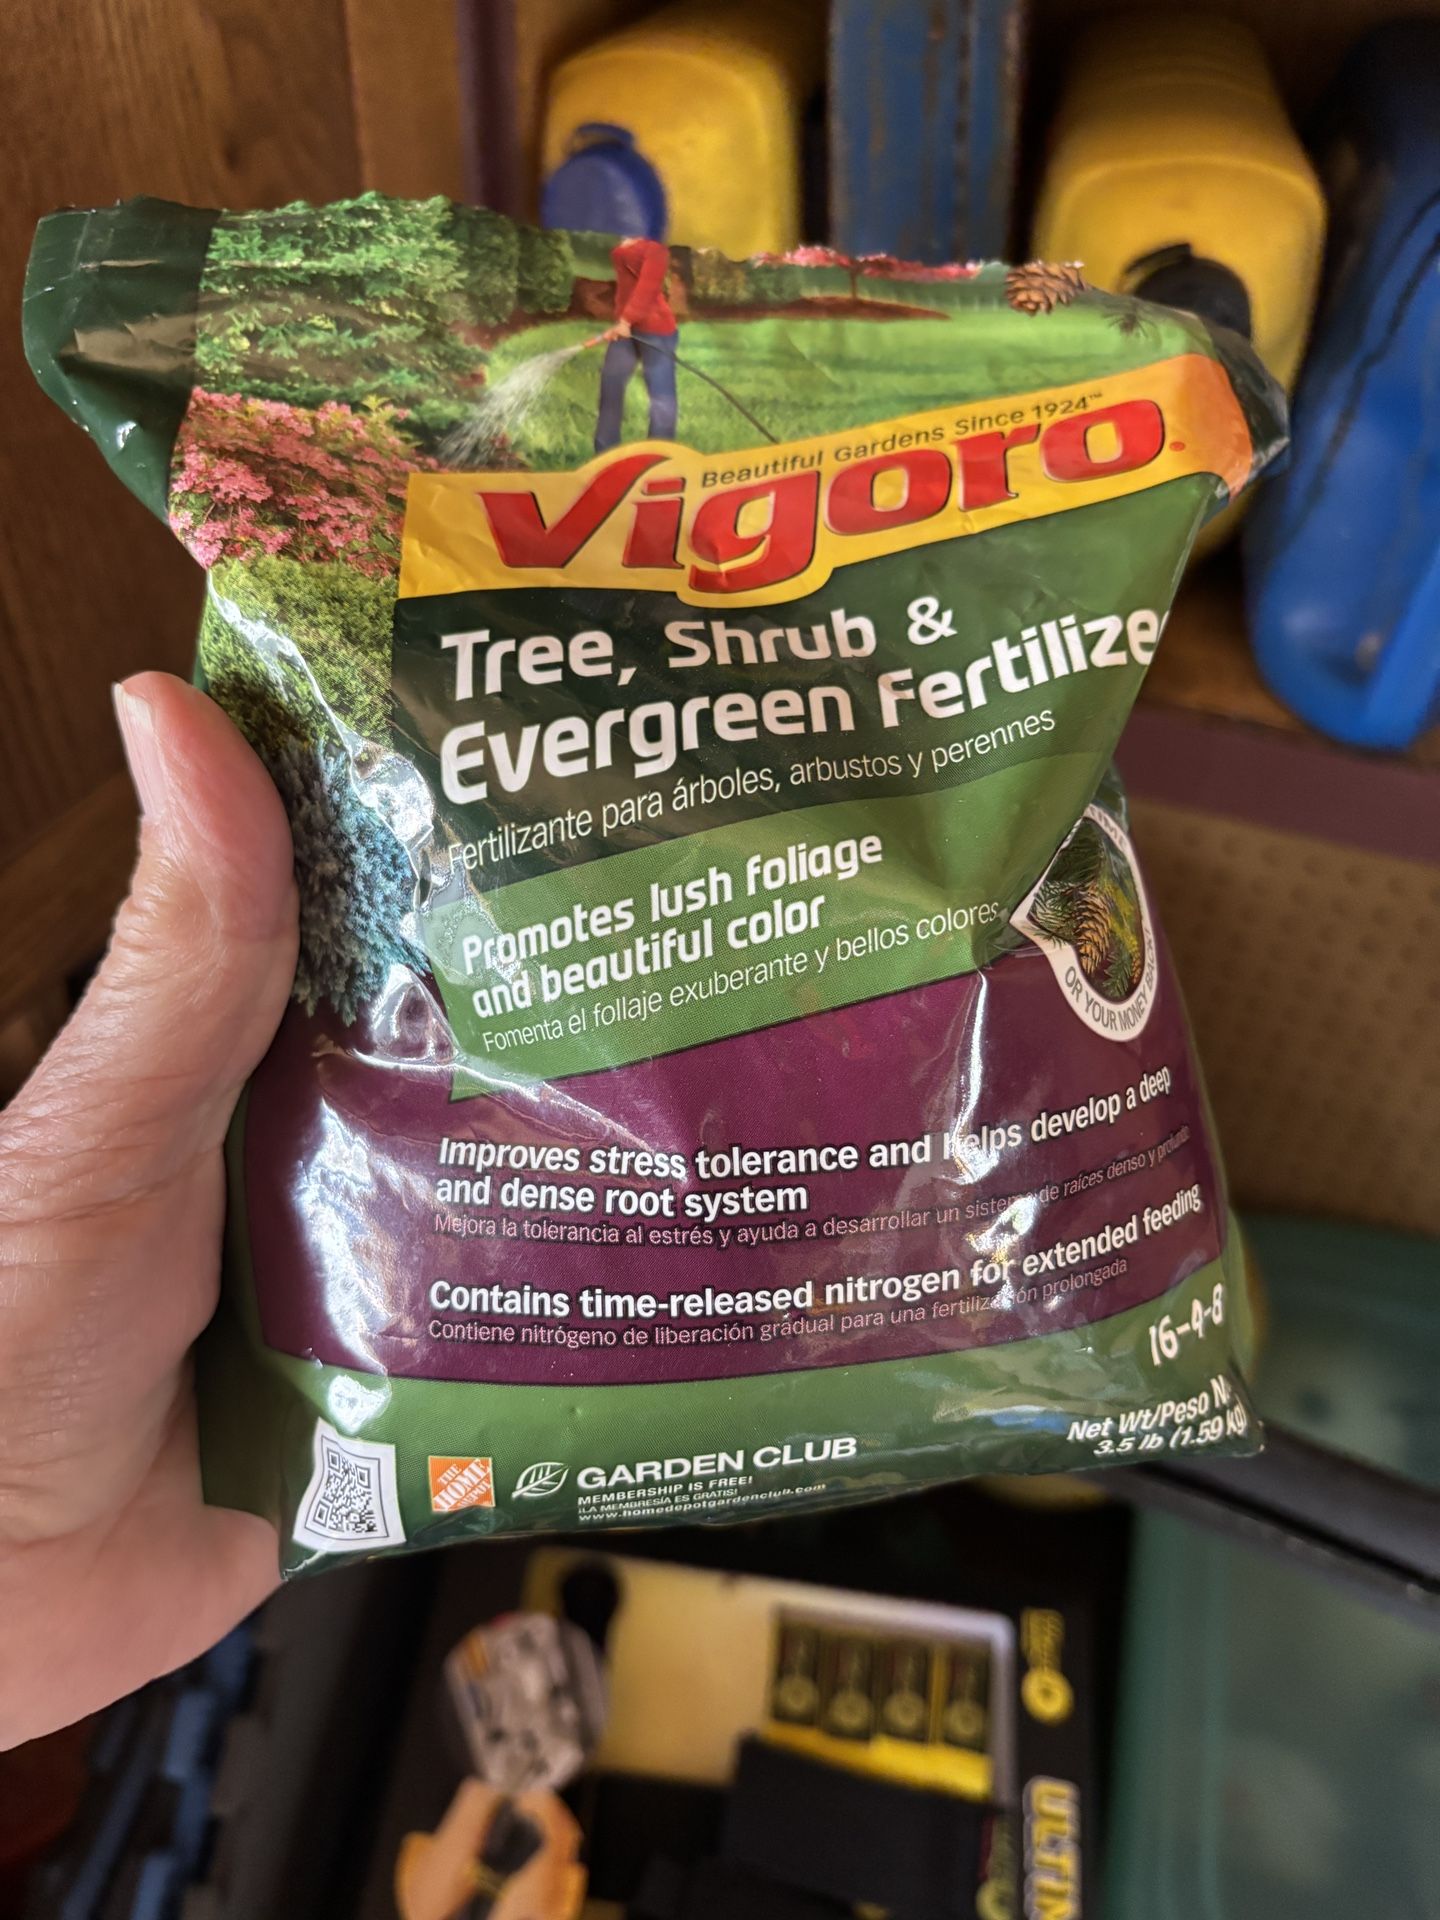 Beautiful Gardens Since 1924™
Vigoro.
Tree, Shrub &
Evergreen Fertilize
Fertilizante para árboles, arbustos y perennes
Promotes lush foliage
and beautiful color
Fomenta el follaje exuberante y bellos colores
OR YOUR MONEY BACK
Improves stress tolerance and helps develop a deep
and dense root system
Mejora la tolerancia al estrés y ayuda a desarrollar un sistema de raíces denso y profundo
Contains time-released nitrogen for extended feeding
Contiene nitrógeno de liberación gradual para una fertilización prolongada
16-4-8
Net Wt/Peso N
3.5 lb (1.59 kg)
THE
HOME
DEPOT
GARDEN CLUB
MEMBERSHIP IS FREE!
¡LA MEMBRESÍA ES GRATIS!
www.homedepotgardenclub.com
ULTIM